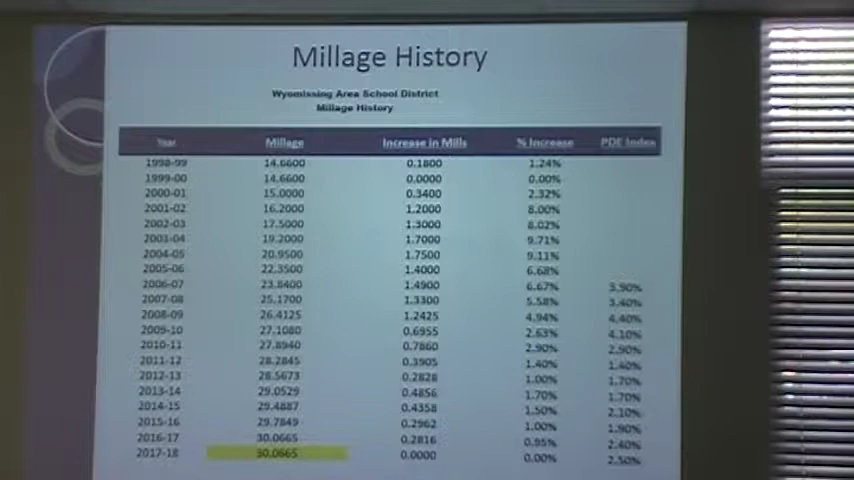 Millage History
Wyomissing Area School District
Millage History
Year Millage Increase in Mills % Increase PDE Index
1998-99 14.6600 0.1800 1.24%
1999-00 14.6600 0.0000 0.00%
2000-01 15.0000 0.3400 2.32%
2001-02 16.2000 1.2000 8.00%
2002-03 17.5000 1.3000 8.02%
2003-04 19.2000 1.7000 9.71%
2004-05 20.9500 1.7500 9.11%
2005-06 22.3500 1.4000 6.68%
2006-07 23.8400 1.4900 6.67% 3.90%
2007-08 25.1700 1.3300 5.58% 3.40%
2008-09 26.4125 1.2425 4.94% 4.40%
2009-10 27.1080 0.6955 2.63% 4.10%
2010-11 27.8940 0.7860 2.90% 2.90%
2011-12 28.2845 0.3905 1.40% 1.40%
2012-13 28.5673 0.2828 1.00% 1.70%
2013-14 29.0529 0.4856 1.70% 1.70%
2014-15 29.4887 0.4358 1.50% 2.10%
2015-16 29.7849 0.2962 1.00% 1.90%
2016-17 30.0665 0.2816 0.95% 2.40%
2017-18 30.0665 0.0000 0.00% 2.50%